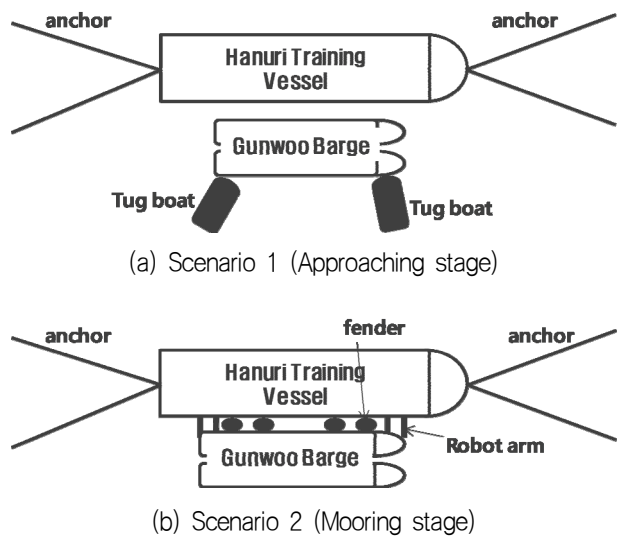 anchor
anchor
Hanuri Training
Vessel
Gunwoo Barge
Tug boat
Tug boat
(a) Scenario 1 (Approaching stage)
fender
anchor
anchor
Hanuri Training
Vessel
Robot arm
Gunwoo Barge
(b) Scenario 2 (Mooring stage)